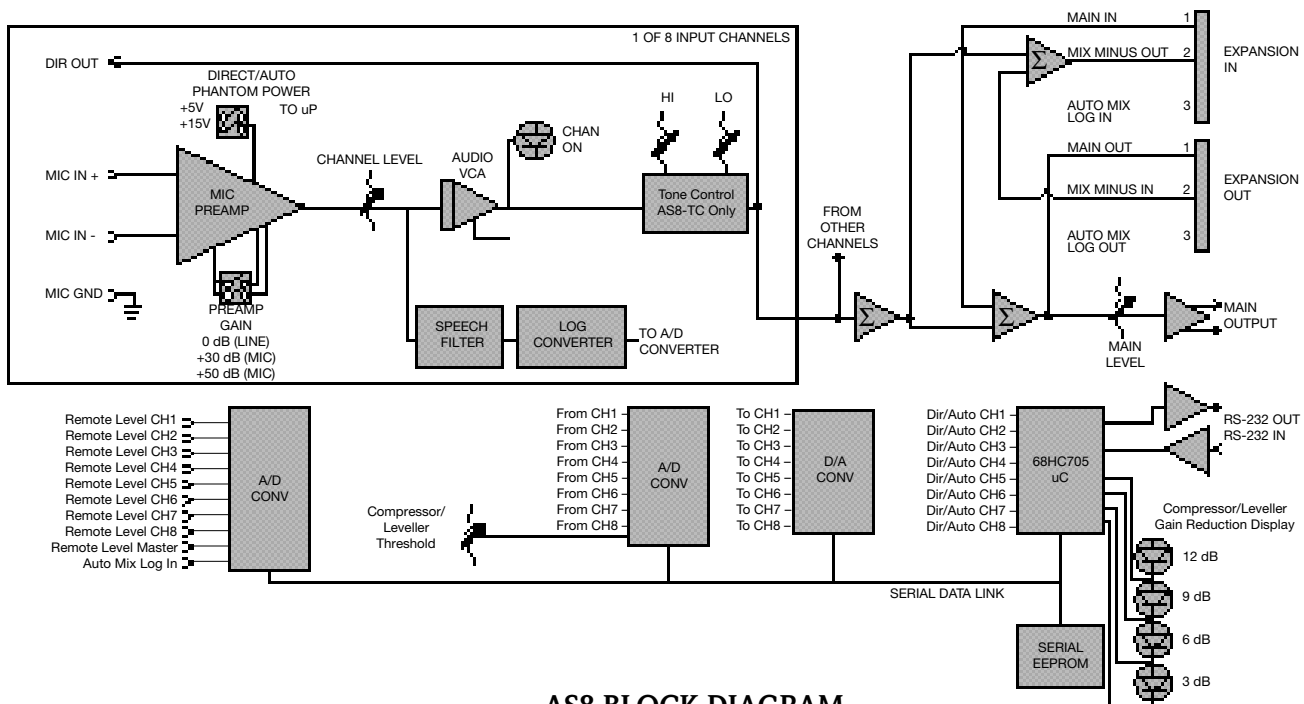 1 OF 8 INPUT CHANNELS
DIR OUT
DIRECT/AUTO
PHANTOM POWER
+5V
+15V
TO uP
MIC IN +
MIC IN -
MIC GND
MIC
PREAMP
PREAMP
GAIN
0 dB (LINE)
+30 dB (MIC)
+50 dB (MIC)
CHANNEL LEVEL
AUDIO
VCA
CHAN
ON
HI
LO
Tone Control
AS8-TC Only
SPEECH
FILTER
LOG
CONVERTER
TO A/D
CONVERTER
FROM
OTHER
CHANNELS
Σ
Σ
Σ
MAIN IN
1
MIX MINUS OUT
2
AUTO MIX
LOG IN
3
EXPANSION
IN
MAIN OUT
1
MIX MINUS IN
2
AUTO MIX
LOG OUT
3
EXPANSION
OUT
MAIN
LEVEL
MAIN
OUTPUT
Remote Level CH1
Remote Level CH2
Remote Level CH3
Remote Level CH4
Remote Level CH5
Remote Level CH6
Remote Level CH7
Remote Level CH8
Remote Level Master
Auto Mix Log In
A/D
CONV
Compressor/
Leveller
Threshold
From CH1
From CH2
From CH3
From CH4
From CH5
From CH6
From CH7
From CH8
A/D
CONV
To CH1
To CH2
To CH3
To CH4
To CH5
To CH6
To CH7
To CH8
D/A
CONV
Dir/Auto CH1
Dir/Auto CH2
Dir/Auto CH3
Dir/Auto CH4
Dir/Auto CH5
Dir/Auto CH6
Dir/Auto CH7
Dir/Auto CH8
68HC705
uC
RS-232 OUT
RS-232 IN
Compressor/Leveller
Gain Reduction Display
12 dB
9 dB
6 dB
3 dB
SERIAL DATA LINK
SERIAL
EEPROM
AS8 BLOCK DIAGRAM